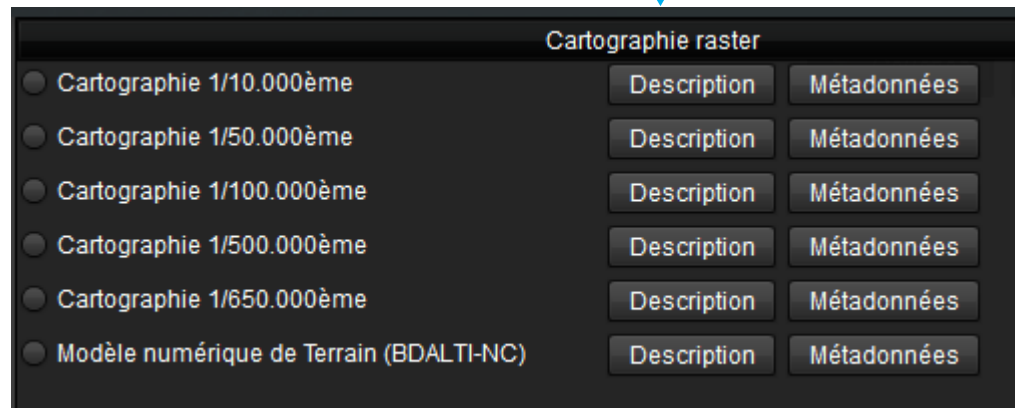 Cartographie raster
Cartographie 1/10.000ème Description Métadonnées
Cartographie 1/50.000ème Description Métadonnées
Cartographie 1/100.000ème Description Métadonnées
Cartographie 1/500.000ème Description Métadonnées
Cartographie 1/650.000ème Description Métadonnées
Modèle numérique de Terrain (BDALTI-NC) Description Métadonnées